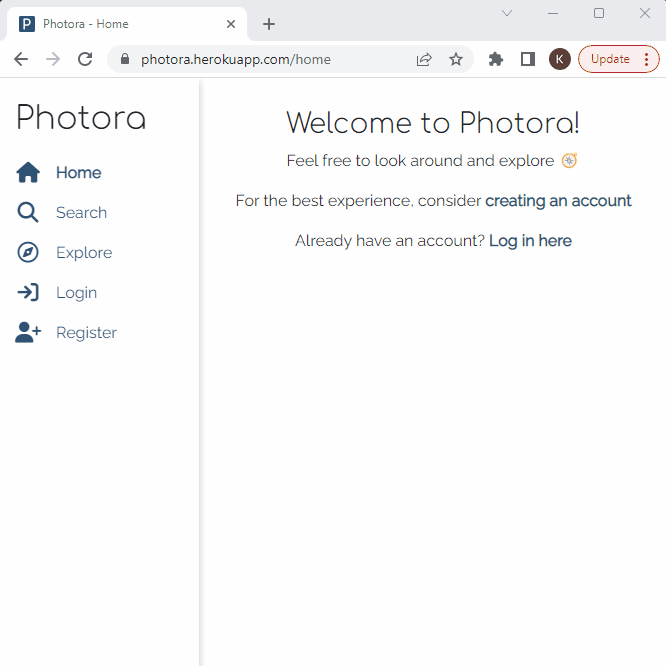 P Photora - Home
photora.herokuapp.com/home
K
Update
Photora
Home
Search
Explore
Login
Register
Welcome to Photora!
Feel free to look around and explore 🧭
For the best experience, consider creating an account
Already have an account? Log in here